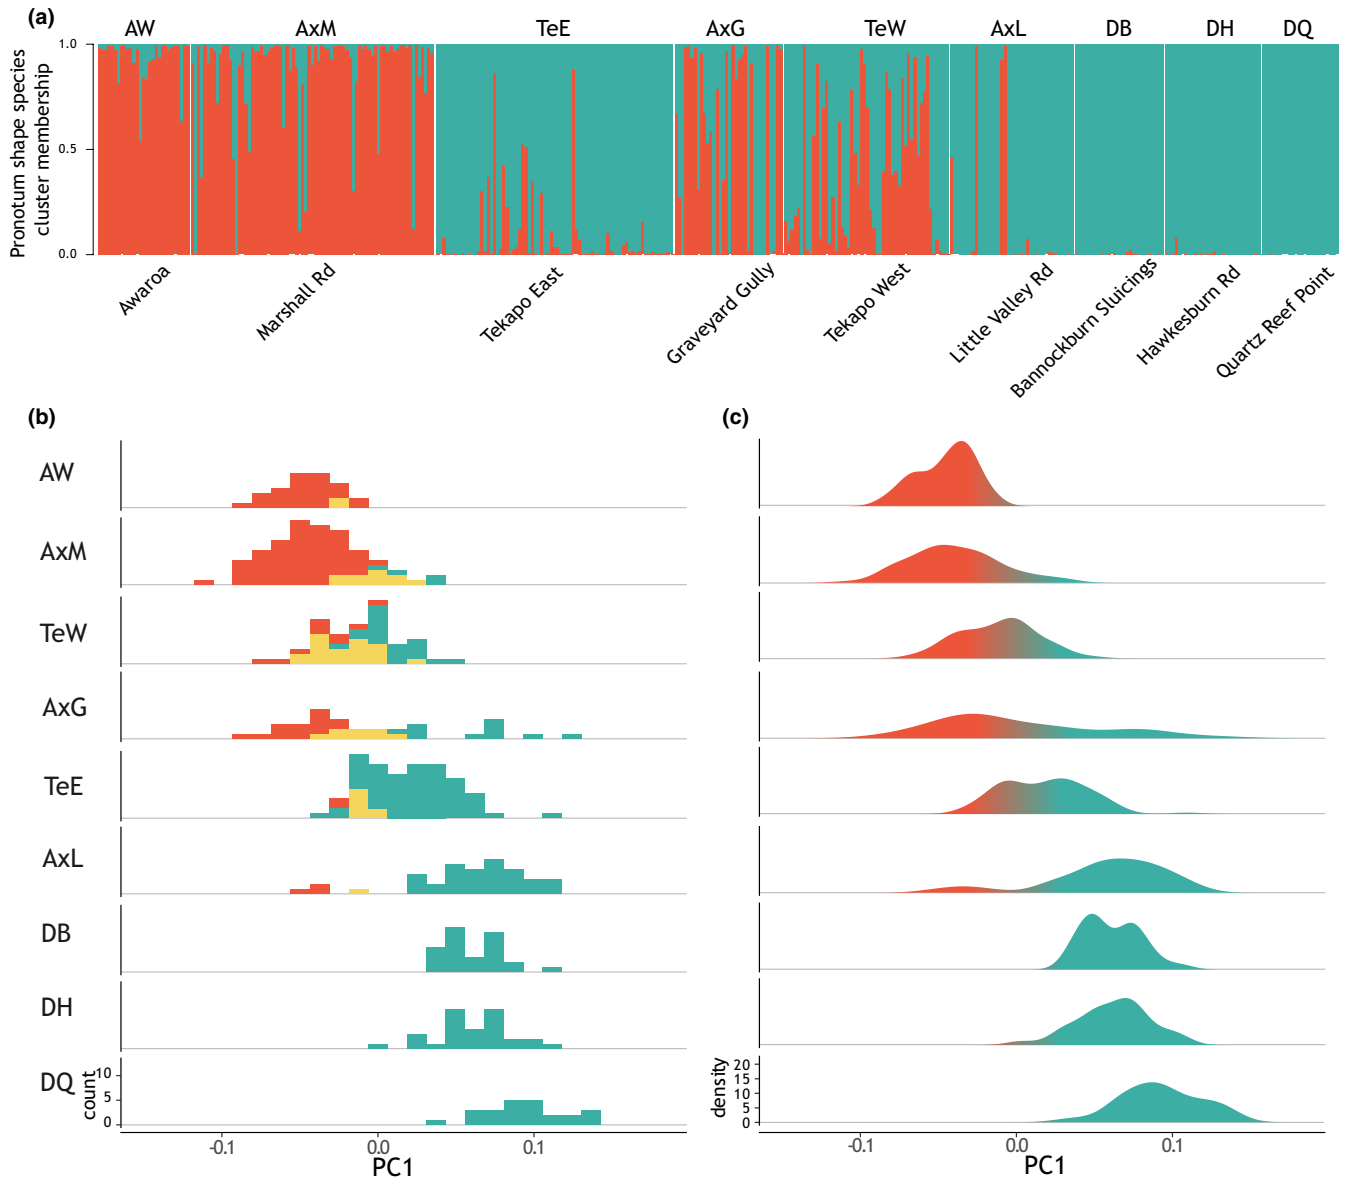 (a)
AW AxM TeE AxG TeW AxL DB DH DQ
Pronotum shape species
cluster membership
1.0
0.5
0.0
Awaroa
Marshall Rd
Tekapo East
Graveyard Gully
Tekapo West
Little Valley Rd
Bannockburn Sluicings
Hawkesburn Rd
Quartz Reef Point
(b)
AW
AxM
TeW
AxG
TeE
AxL
DB
DH
DQ
count
10
5
0
-0.1 0.0 0.1
PC1
(c)
density
20
15
10
5
0
-0.1 0.0 0.1
PC1